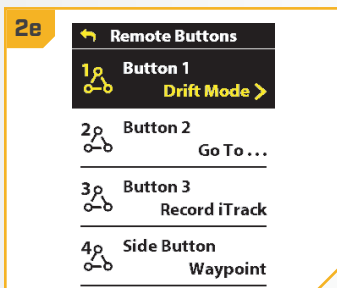 2e
Remote Buttons
1 Button 1
Drift Mode >
2 Button 2
Go To ...
3 Button 3
Record iTrack
4 Side Button
Waypoint